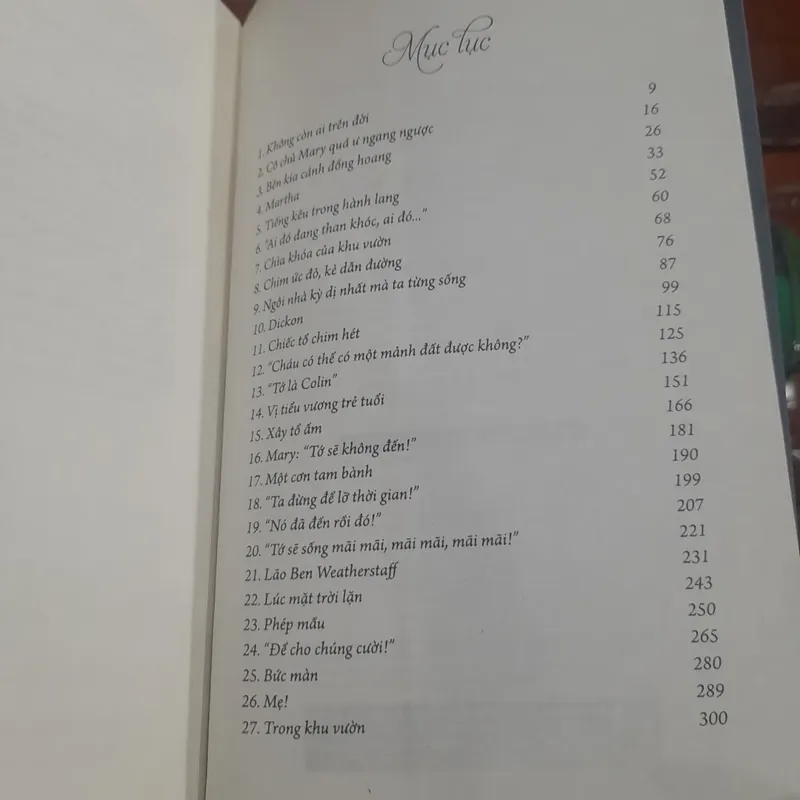 Mục lục
1. Không còn ai trên đời 9
2. Cô chủ Mary quá ư ngang ngược 16
3. Bên kia cánh đồng hoang 26
4. Martha 33
5. Tiếng kêu trong hành lang 52
6. "Ai đó đang than khóc, ai đó..." 60
7. Chìa khóa của khu vườn 68
8. Chim ức đỏ, kẻ dẫn đường 76
9. Ngôi nhà kỳ dị nhất mà ta từng sống 87
10. Dickon 99
11. Chiếc tổ chim hét 115
12. "Cháu có thể có một mảnh đất được không?" 125
13. "Tớ là Colin" 136
14. Vị tiểu vương trẻ tuổi 151
15. Xây tổ ấm 166
16. Mary: "Tớ sẽ không đến!" 181
17. Một cơn tam bành 190
18. "Ta đừng để lỡ thời gian!" 199
19. "Nó đã đến rồi đó!" 207
20. "Tớ sẽ sống mãi mãi, mãi mãi, mãi mãi!" 221
21. Lão Ben Weatherstaff 231
22. Lúc mặt trời lặn 243
23. Phép mầu 250
24. "Để cho chúng cười!" 265
25. Bức màn 280
26. Mẹ! 289
27. Trong khu vườn 300